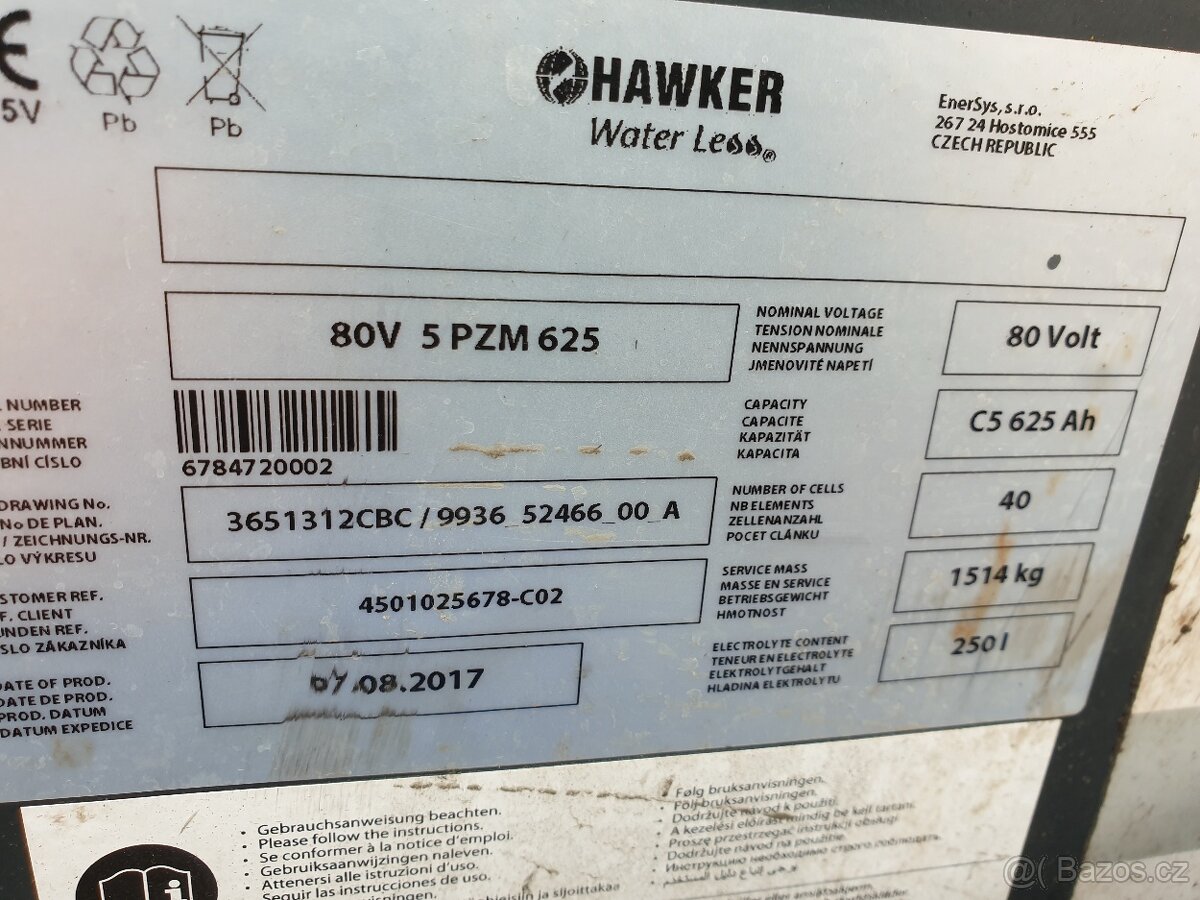 CE
5V
Pb
Pb
HAWKER
Water Less®
EnerSys, s.r.o.
267 24 Hostomice 555
CZECH REPUBLIC
80V 5 PZM 625
NOMINAL VOLTAGE
TENSION NOMINALE
NENNSPANNUNG
JMENOVITÉ NAPETÍ
80 Volt
NUMBER
SERIE
NNUMMER
BNÍ CÍSLO
6784720002
CAPACITY
CAPACITE
KAPAZITÄT
KAPACITA
C5 625 Ah
DRAWING No.
No DE PLAN.
/ ZEICHNUNGS-NR.
LO VÝKRESU
3651312CBC / 9936_52466_00_A
NUMBER OF CELLS
NB ELEMENTS
ZELLENANZAHL
POCET CLÁNKU
40
STOMER REF.
F. CLIENT
UNDEN REF.
SLO ZÁKAZNÍKA
4501025678-C02
SERVICE MASS
MASSE EN SERVICE
BETRIEBSGEWICHT
HMOTNOST
1514 kg
DATE OF PROD.
DATE DE PROD.
PROD. DATUM
DATUM EXPEDICE
07.08.2017
ELECTROLYTE CONTENT
TENEUR EN ELECTROLYTE
ELEKTROLYTGEHALT
HLADINA ELEKTROLYTU
250 l
• Gebrauchsanweisung beachten.
• Please follow the instructions.
• Se conformer à la notice d'emploi.
• Gebruiksaanwijzingen naleven.
• Attenersi alle istruzioni d'uso.
• Seguir las instrucciones de uso.
• Følg bruksanvisningen.
• Följ bruksanvisningen.
• Dodržujte návod k použití.
• A kezelési előírást mindig be kell tartani.
• Proszę przestrzegać instrukcji obsługi
• Dodržujte návod na použitie.
Bazos.cz